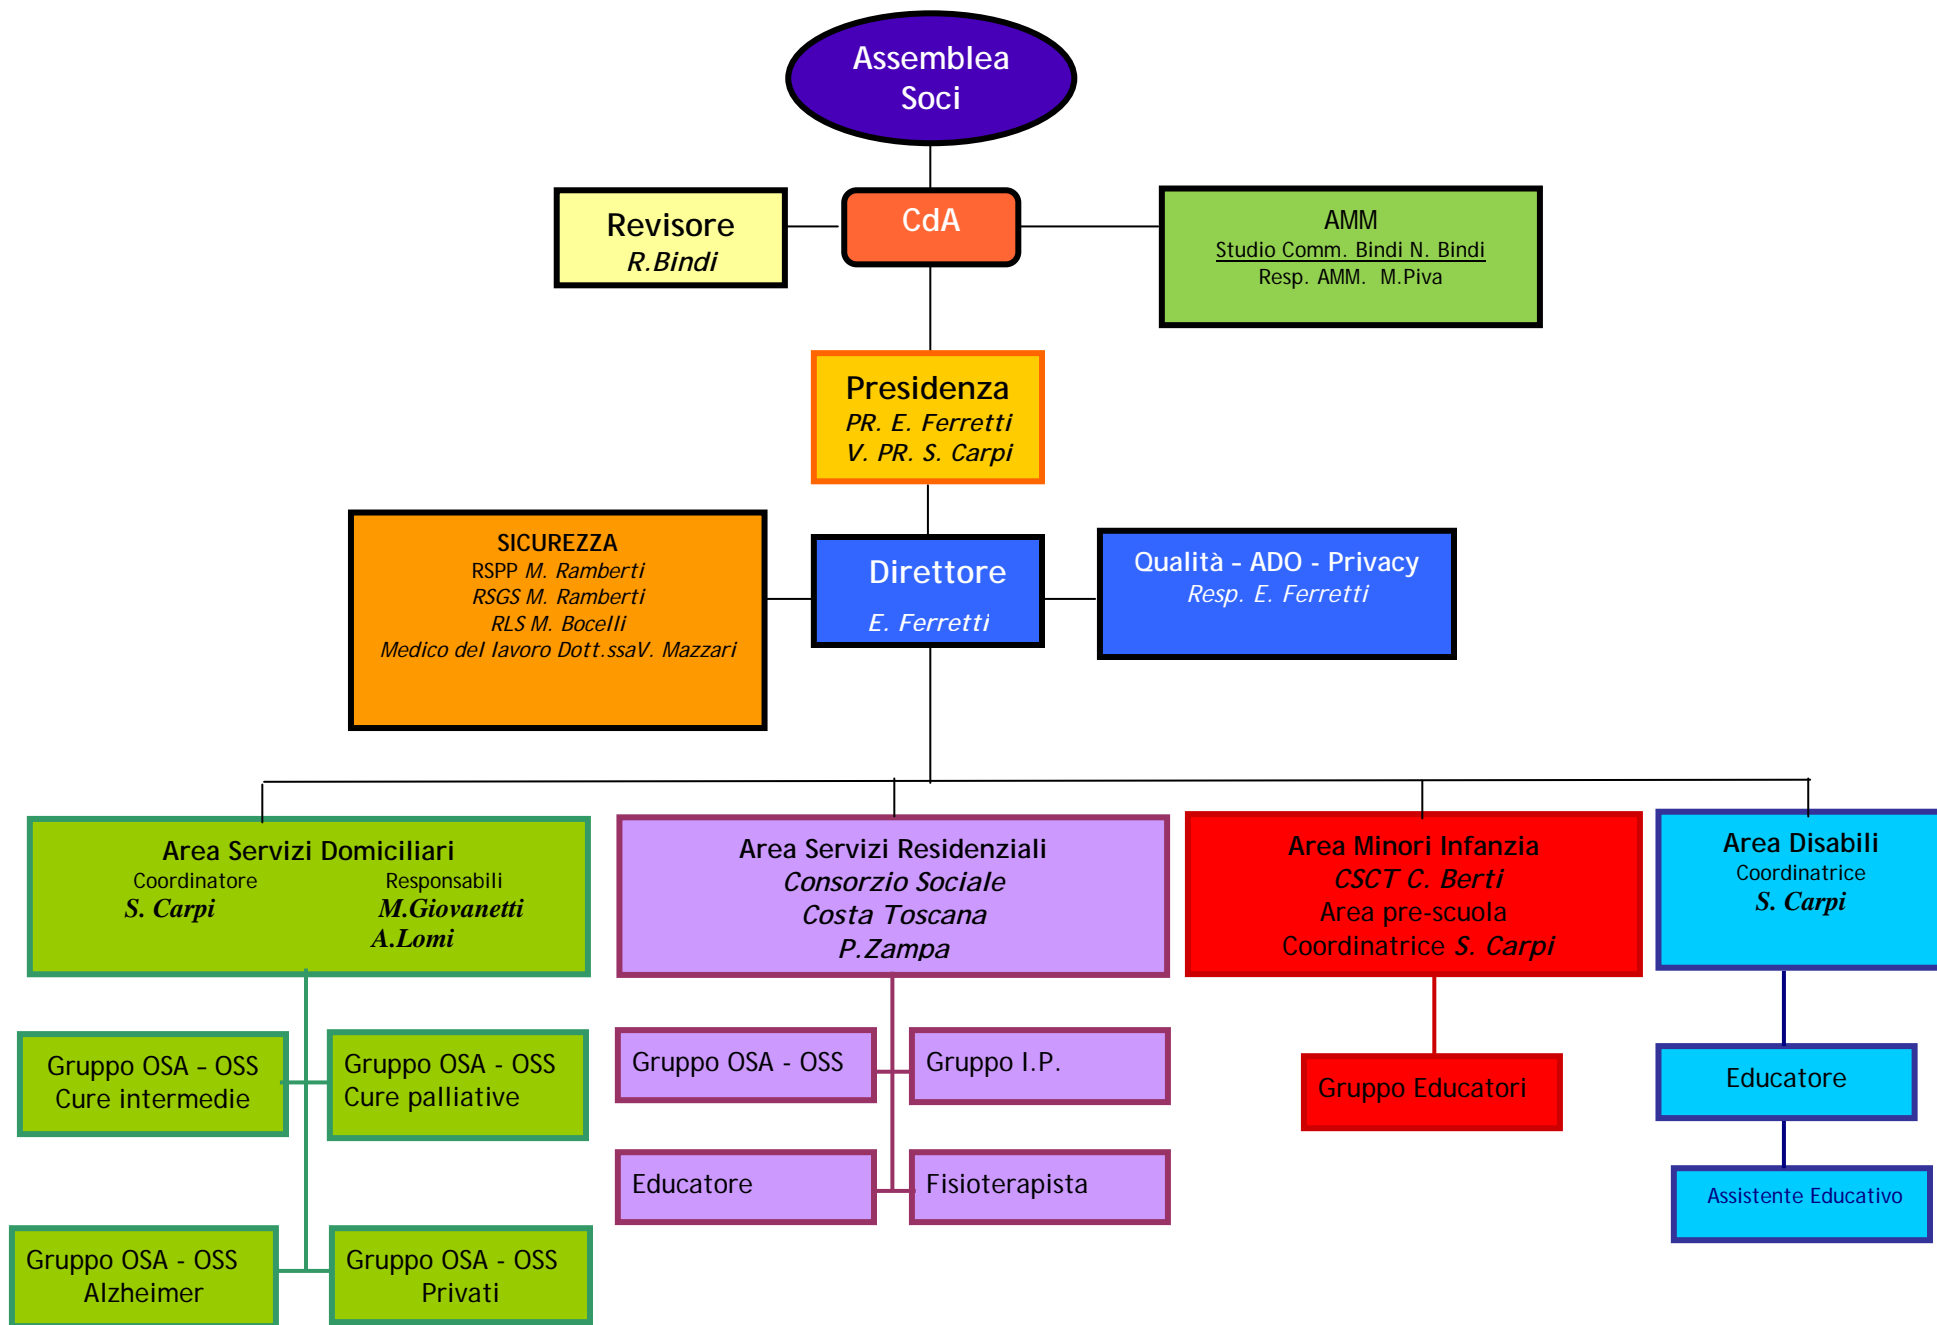 Assemblea
Soci
Revisore
R.Bindi
CdA
AMM
Studio Comm. Bindi N. Bindi
Resp. AMM.  M.Piva
Presidenza
PR. E. Ferretti
V. PR. S. Carpi
SICUREZZA
RSPP M. Ramberti
RSGS M. Ramberti
RLS M. Bocelli
Medico del lavoro Dott.ssaV. Mazzari
Direttore
E. Ferretti
Qualità - ADO - Privacy
Resp. E. Ferretti
Area Servizi Domiciliari
Coordinatore Responsabili
S. Carpi M.Giovanetti
A.Lomi
Area Servizi Residenziali
Consorzio Sociale
Costa Toscana
P.Zampa
Area Minori Infanzia
CSCT C. Berti
Area pre-scuola
Coordinatrice S. Carpi
Area Disabili
Coordinatrice
S. Carpi
Gruppo OSA - OSS
Cure intermedie
Gruppo OSA - OSS
Cure palliative
Gruppo OSA - OSS
Gruppo I.P.
Gruppo Educatori
Educatore
Educatore
Fisioterapista
Assistente Educativo
Gruppo OSA - OSS
Alzheimer
Gruppo OSA - OSS
Privati